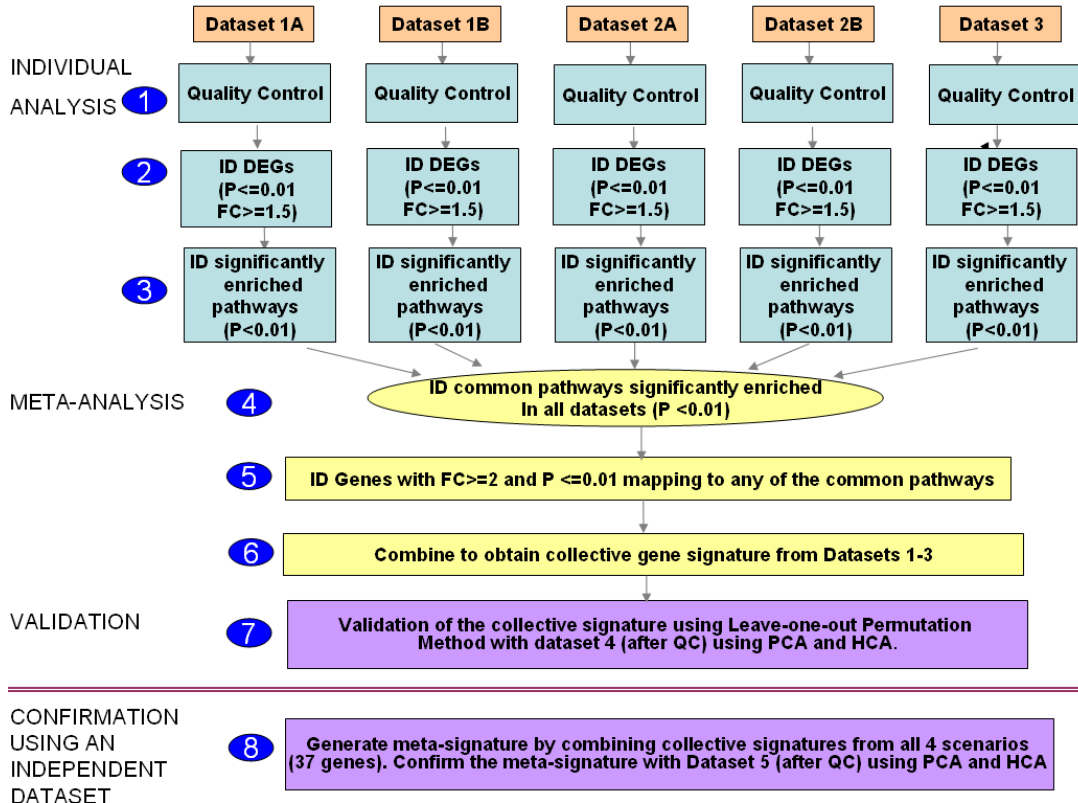 Dataset 1A
Dataset 1B
Dataset 2A
Dataset 2B
Dataset 3
INDIVIDUAL
ANALYSIS
1
Quality Control
Quality Control
Quality Control
Quality Control
Quality Control
2
ID DEGs
(P<=0.01
FC>=1.5)
ID DEGs
(P<=0.01
FC>=1.5)
ID DEGs
(P<=0.01
FC>=1.5)
ID DEGs
(P<=0.01
FC>=1.5)
ID DEGs
(P<=0.01
FC>=1.5)
3
ID significantly
enriched
pathways
(P<0.01)
ID significantly
enriched
pathways
(P<0.01)
ID significantly
enriched
pathways
(P<0.01)
ID significantly
enriched
pathways
(P<0.01)
ID significantly
enriched
pathways
(P<0.01)
META-ANALYSIS
4
ID common pathways significantly enriched
In all datasets (P <0.01)
5
ID Genes with FC>=2 and P <=0.01 mapping to any of the common pathways
6
Combine to obtain collective gene signature from Datasets 1-3
VALIDATION
7
Validation of the collective signature using Leave-one-out Permutation
Method with dataset 4 (after QC) using PCA and HCA.
CONFIRMATION
USING AN
INDEPENDENT
DATASET
8
Generate meta-signature by combining collective signatures from all 4 scenarios
(37 genes). Confirm the meta-signature with Dataset 5 (after QC) using PCA and HCA